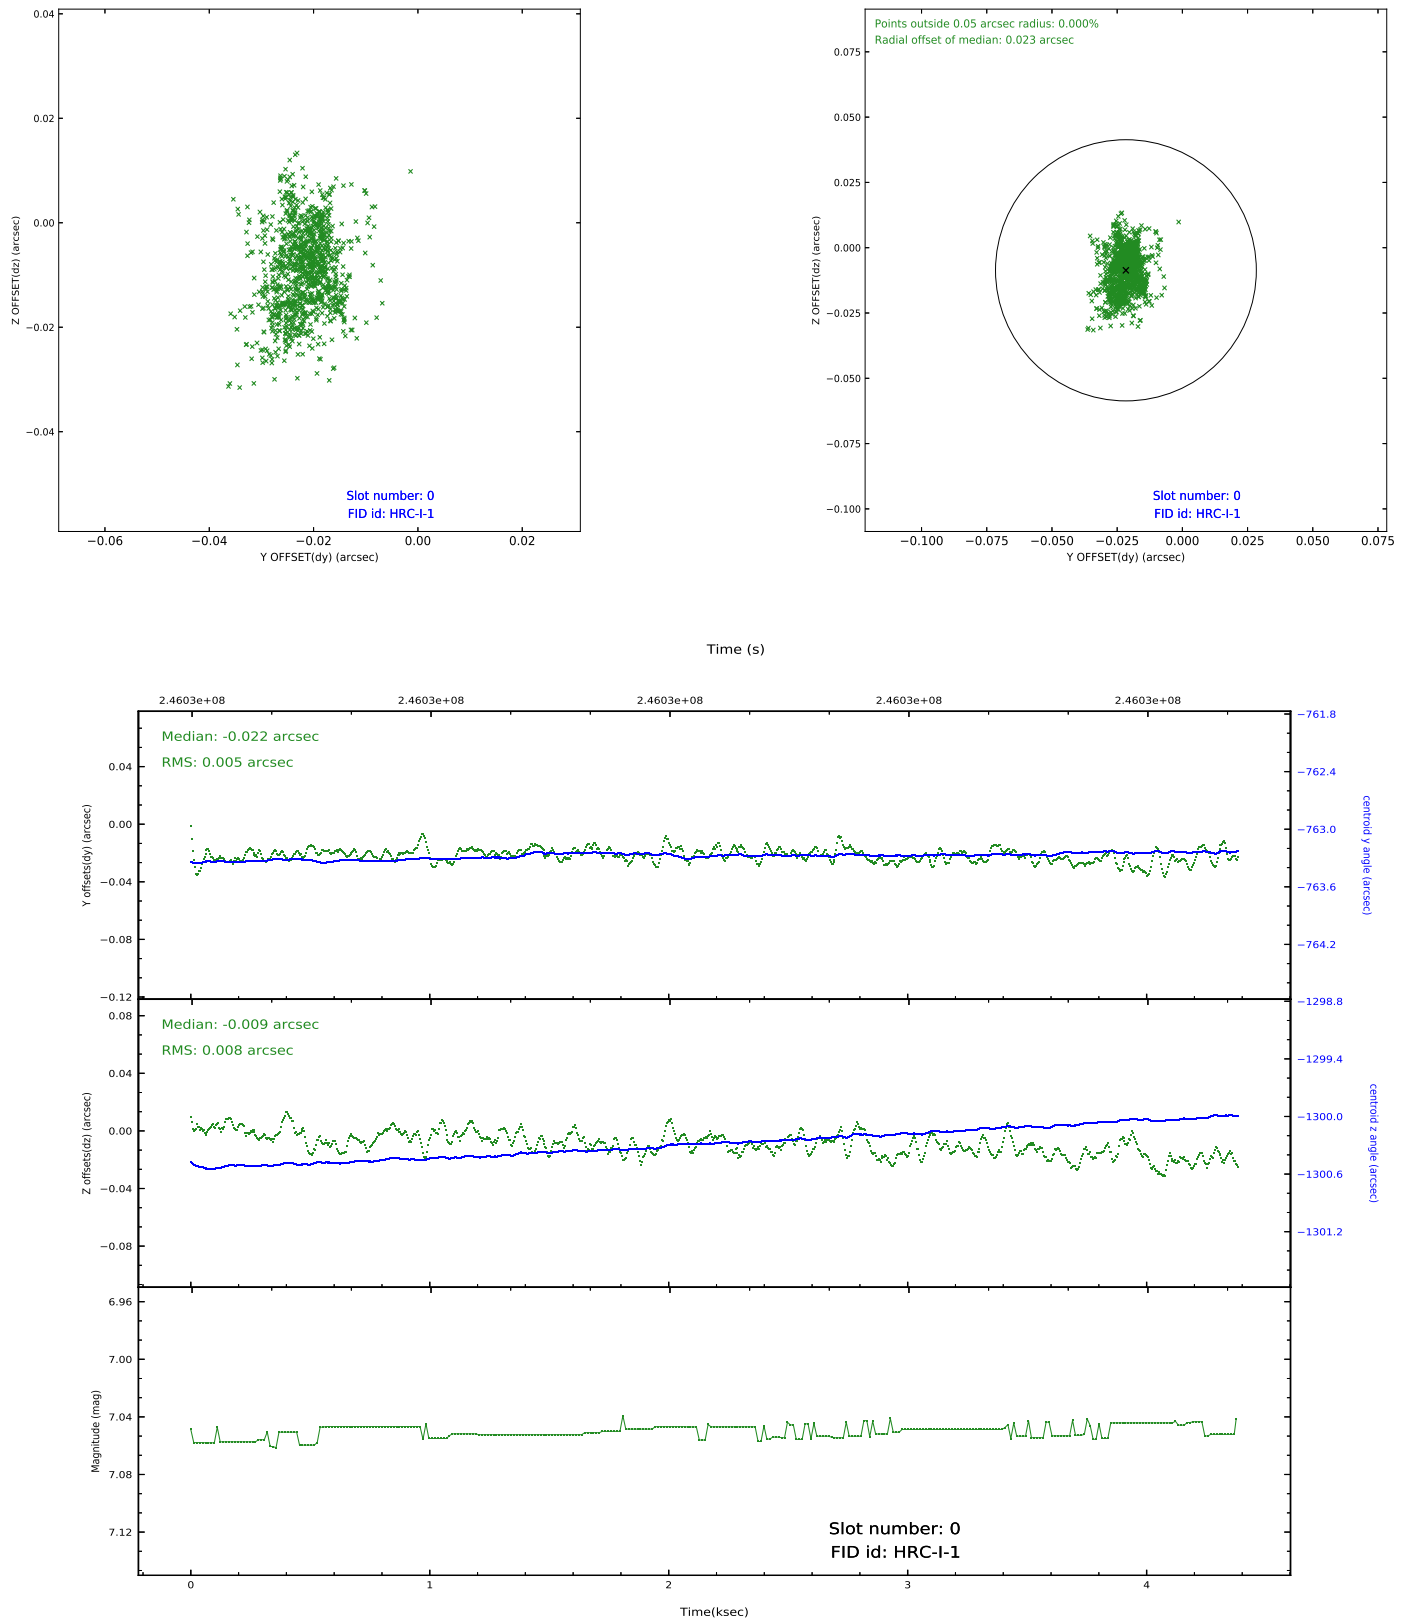 0.04
0.02
0.00
−0.02
−0.04
Z OFFSET(dz) (arcsec)
Slot number: 0
FID id: HRC-I-1
−0.06 −0.04 −0.02 0.00 0.02
Y OFFSET(dy) (arcsec)
Points outside 0.05 arcsec radius: 0.000%
Radial offset of median: 0.023 arcsec
0.075
0.050
0.025
0.000
−0.025
−0.050
−0.075
−0.100
Z OFFSET(dz) (arcsec)
Slot number: 0
FID id: HRC-I-1
−0.100 −0.075 −0.050 −0.025 0.000 0.025 0.050 0.075
Y OFFSET(dy) (arcsec)
Time (s)
2.4603e+08 2.4603e+08 2.4603e+08 2.4603e+08 2.4603e+08
Median: -0.022 arcsec
RMS: 0.005 arcsec
0.04
0.00
−0.04
−0.08
−0.12
Y offsets(dy) (arcsec)
−761.8
−762.4
−763.0
−763.6
−764.2
centroid y angle (arcsec)
Median: -0.009 arcsec
RMS: 0.008 arcsec
0.08
0.04
0.00
−0.04
−0.08
Z offsets(dz) (arcsec)
−1298.8
−1299.4
−1300.0
−1300.6
−1301.2
centroid z angle (arcsec)
6.96
7.00
7.04
7.08
7.12
Magnitude (mag)
Slot number: 0
FID id: HRC-I-1
0 1 2 3 4
Time(ksec)